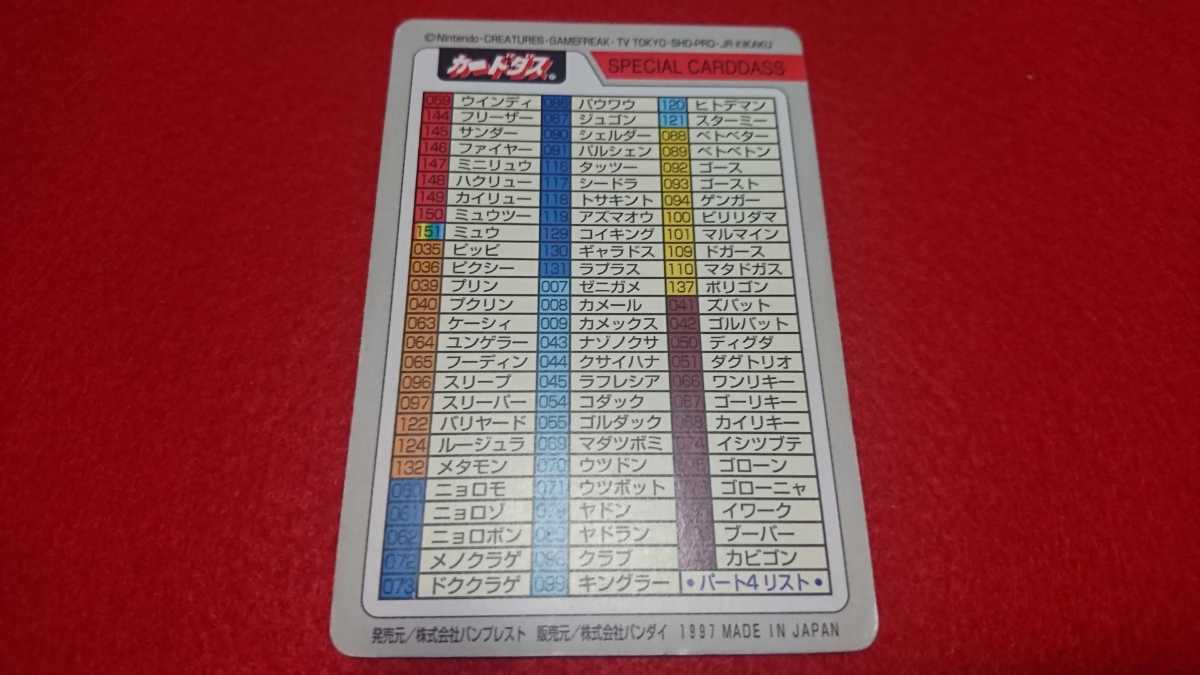 ©Nintendo・CREATURES・GAMEFREAK・TV TOKYO・SHO-PRO・JR KIKAKU
カードダス®
SPECIAL CARDDASS
059 ウインディ
144 フリーザー
145 サンダー
146 ファイヤー
147 ミニリュウ
148 ハクリュー
149 カイリュー
150 ミュウツー
151 ミュウ
035 ピッピ
036 ピクシー
039 プリン
040 プクリン
063 ケーシィ
064 ユンゲラー
065 フーディン
096 スリープ
097 スリーパー
122 バリヤード
124 ルージュラ
132 メタモン
060 ニョロモ
061 ニョロゾ
062 ニョロボン
072 メノクラゲ
073 ドククラゲ
086 パウワウ
087 ジュゴン
090 シェルダー
091 パルシェン
116 タッツー
117 シードラ
118 トサキント
119 アズマオウ
129 コイキング
130 ギャラドス
131 ラプラス
007 ゼニガメ
008 カメール
009 カメックス
043 ナゾノクサ
044 クサイハナ
045 ラフレシア
054 コダック
055 ゴルダック
069 マダツボミ
070 ウツドン
071 ウツボット
079 ヤドン
080 ヤドラン
098 クラブ
099 キングラー
120 ヒトデマン
121 スターミー
088 ベトベター
089 ベトベトン
092 ゴース
093 ゴースト
094 ゲンガー
100 ビリリダマ
101 マルマイン
109 ドガース
110 マタドガス
137 ポリゴン
041 ズバット
042 ゴルバット
050 ディグダ
051 ダグトリオ
066 ワンリキー
067 ゴーリキー
068 カイリキー
074 イシツブテ
ゴローン
ゴローニャ
イワーク
ブーバー
カビゴン
・パート4リスト・
発売元／株式会社バンプレスト 販売元／株式会社バンダイ 1997 MADE IN JAPAN